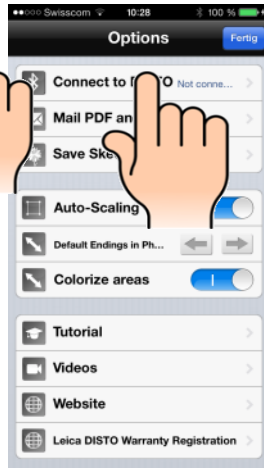 Swisscom 10:28 100 %
Options Fertig
Connect to Not conne...
Mail PDF an
Save Ske
Auto-Scaling
Default Endings in Ph...
Colorize areas
Tutorial
Videos
Website
Leica DISTO Warranty Registration